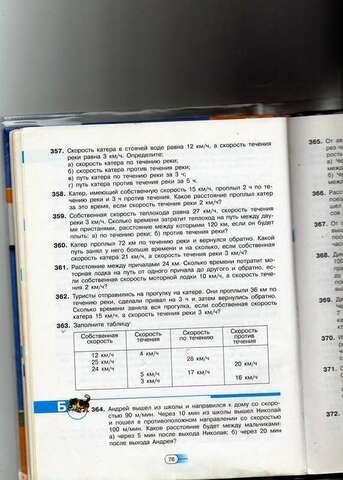 357. Скорость катера в стоячей воде равна 12 км/ч, а скорость течения
реки равна 3 км/ч. Определите:
а) скорость катера по течению реки;
б) скорость катера против течения реки;
в) путь катера по течению реки за 3 ч;
г) путь катера против течения реки за 5 ч.
358. Катер, имеющий собственную скорость 15 км/ч, проплыл 2 ч по те-
чению реки и 3 ч против течения. Какое расстояние проплыл катер
за это время, если скорость течения реки 2 км/ч?
359. Собственная скорость теплохода 27 км/ч, скорость течения
реки 3 км/ч. Сколько времени затратит теплоход на путь между дву-
мя пристанями, расстояние между которыми 120 км, если он будет
плыть: а) по течению реки; б) против течения реки?
360. Катер проплыл 72 км по течению реки и вернулся обратно. Какой
путь занял у него больше времени и на сколько, если собственная
скорость катера 21 км/ч, а скорость течения реки 3 км/ч?
361. Расстояние между причалами 24 км. Сколько времени потратит мо-
торная лодка на путь от одного причала до другого и обратно, ес-
ли собственная скорость моторной лодки 10 км/ч, а скорость тече-
ния 2 км/ч?
362. Туристы отправились на прогулку на катере. Они проплыли 36 км по
течению реки, сделали привал на 3 ч и затем вернулись обратно.
Сколько времени заняла вся прогулка, если собственная скорость
катера 15 км/ч, а скорость течения реки 3 км/ч?
363. Заполните таблицу
Собственная скорость Скорость течения Скорость по течению Скорость против течения
12 км/ч 4 км/ч
25 км/ч 28 км/ч
24 км/ч 20 км/ч
5 км/ч 17 км/ч
3 км/ч 16 км/ч
Б 364. Андрей вышел из школы и направился к дому со скоро-
стью 90 м/мин. Через 10 мин из школы вышел Николай
и пошел в противоположном направлении со скоростью
100 м/мин. Какое расстояние будет между мальчиками:
а) через 5 мин после выхода Николая; б) через 20 мин
после выхода Андрея?
76
365. От
366.
367. От
368.
369.
370. И
371. С
372.